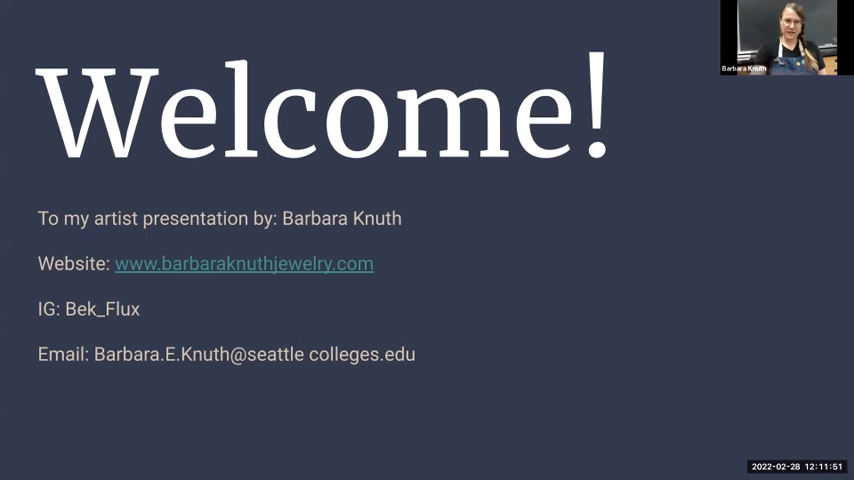 Welcome!
Barbara Knuth
To my artist presentation by: Barbara Knuth
Website: www.barbaraknuthjewelry.com
IG: Bek_Flux
Email: Barbara.E.Knuth@seattle colleges.edu
2022-02-28 12:11:51